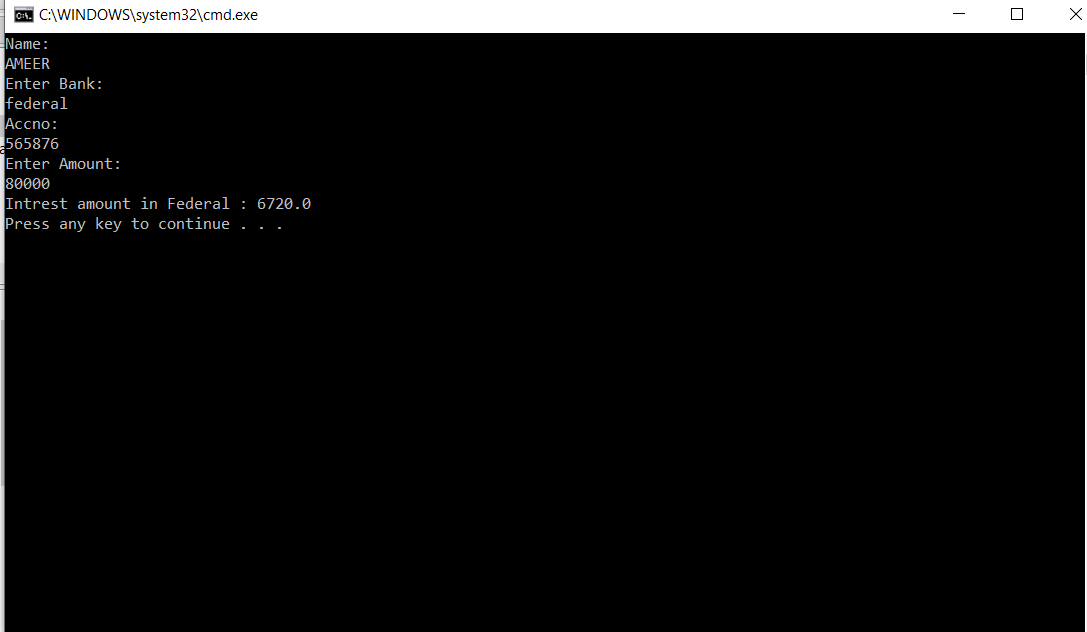 C:\WINDOWS\system32\cmd.exe
Name:
AMEER
Enter Bank:
federal
Accno:
565876
Enter Amount:
80000
Intrest amount in Federal : 6720.0
Press any key to continue . . .